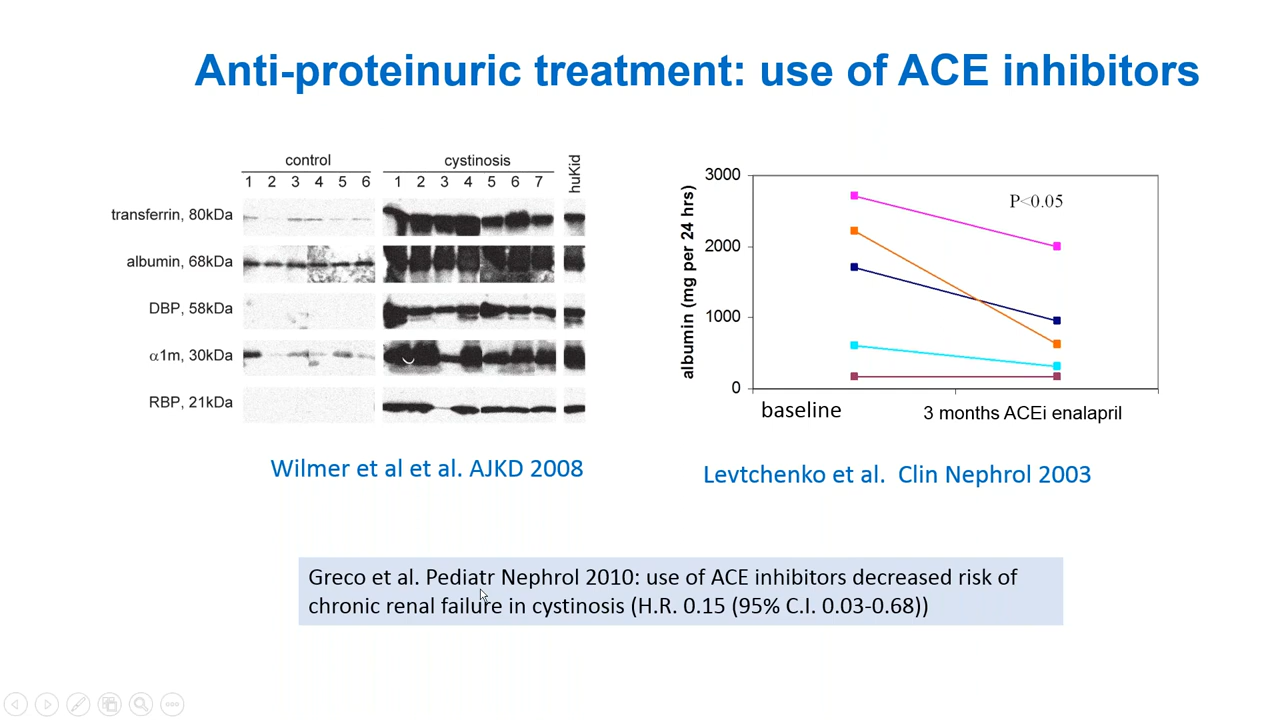 Anti-proteinuric treatment: use of ACE inhibitors
control
cystinosis
huKid
1 2 3 4 5 6
1 2 3 4 5 6 7
transferrin, 80kDa
albumin, 68kDa
DBP, 58kDa
α1m, 30kDa
RBP, 21kDa
Wilmer et al et al. AJKD 2008
albumin (mg per 24 hrs)
3000
2000
1000
0
P<0.05
baseline
3 months ACEi enalapril
Levtchenko et al. Clin Nephrol 2003
Greco et al. Pediatr Nephrol 2010: use of ACE inhibitors decreased risk of
chronic renal failure in cystinosis (H.R. 0.15 (95% C.I. 0.03-0.68))